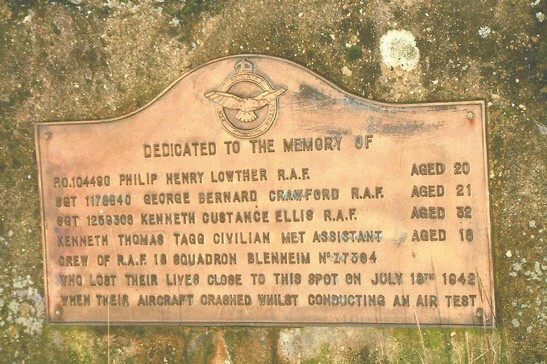 DEDICATED TO THE MEMORY OF
P.O. 104490 PHILIP HENRY LOWTHER R.A.F. AGED 20
SGT 1178640 GEORGE BERNARD CRAWFORD R.A.F. AGED 21
SGT 1259306 KENNETH CUSTANCE ELLIS R.A.F. AGED 32
KENNETH THOMAS TAGG CIVILIAN MET ASSISTANT AGED 18
CREW OF R.A.F. 18 SQUADRON BLENHEIM
WHO LOST THEIR LIVES CLOSE TO THIS SPOT ON JULY 18TH 1942
WHEN THEIR AIRCRAFT CRASHED WHILST CONDUCTING AN AIR TEST